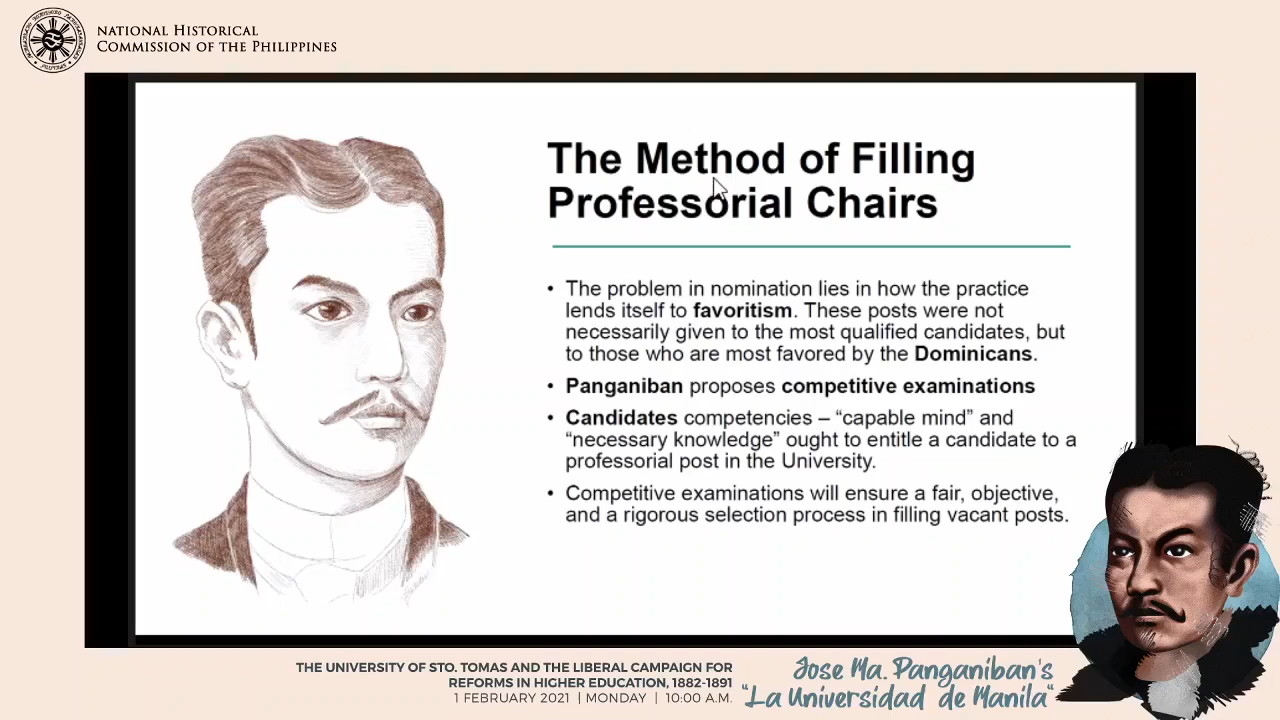 NATIONAL HISTORICAL
COMMISSION OF THE PHILIPPINES
The Method of Filling
Professorial Chairs
• The problem in nomination lies in how the practice
lends itself to favoritism. These posts were not
necessarily given to the most qualified candidates, but
to those who are most favored by the Dominicans.
• Panganiban proposes competitive examinations
• Candidates competencies – “capable mind” and
“necessary knowledge” ought to entitle a candidate to a
professorial post in the University.
• Competitive examinations will ensure a fair, objective,
and a rigorous selection process in filling vacant posts.
THE UNIVERSITY OF STO. TOMAS AND THE LIBERAL CAMPAIGN FOR
REFORMS IN HIGHER EDUCATION, 1882-1891
1 FEBRUARY 2021 | MONDAY | 10:00 A.M.
Jose Ma. Panganiban's
"La Universidad de Manila"